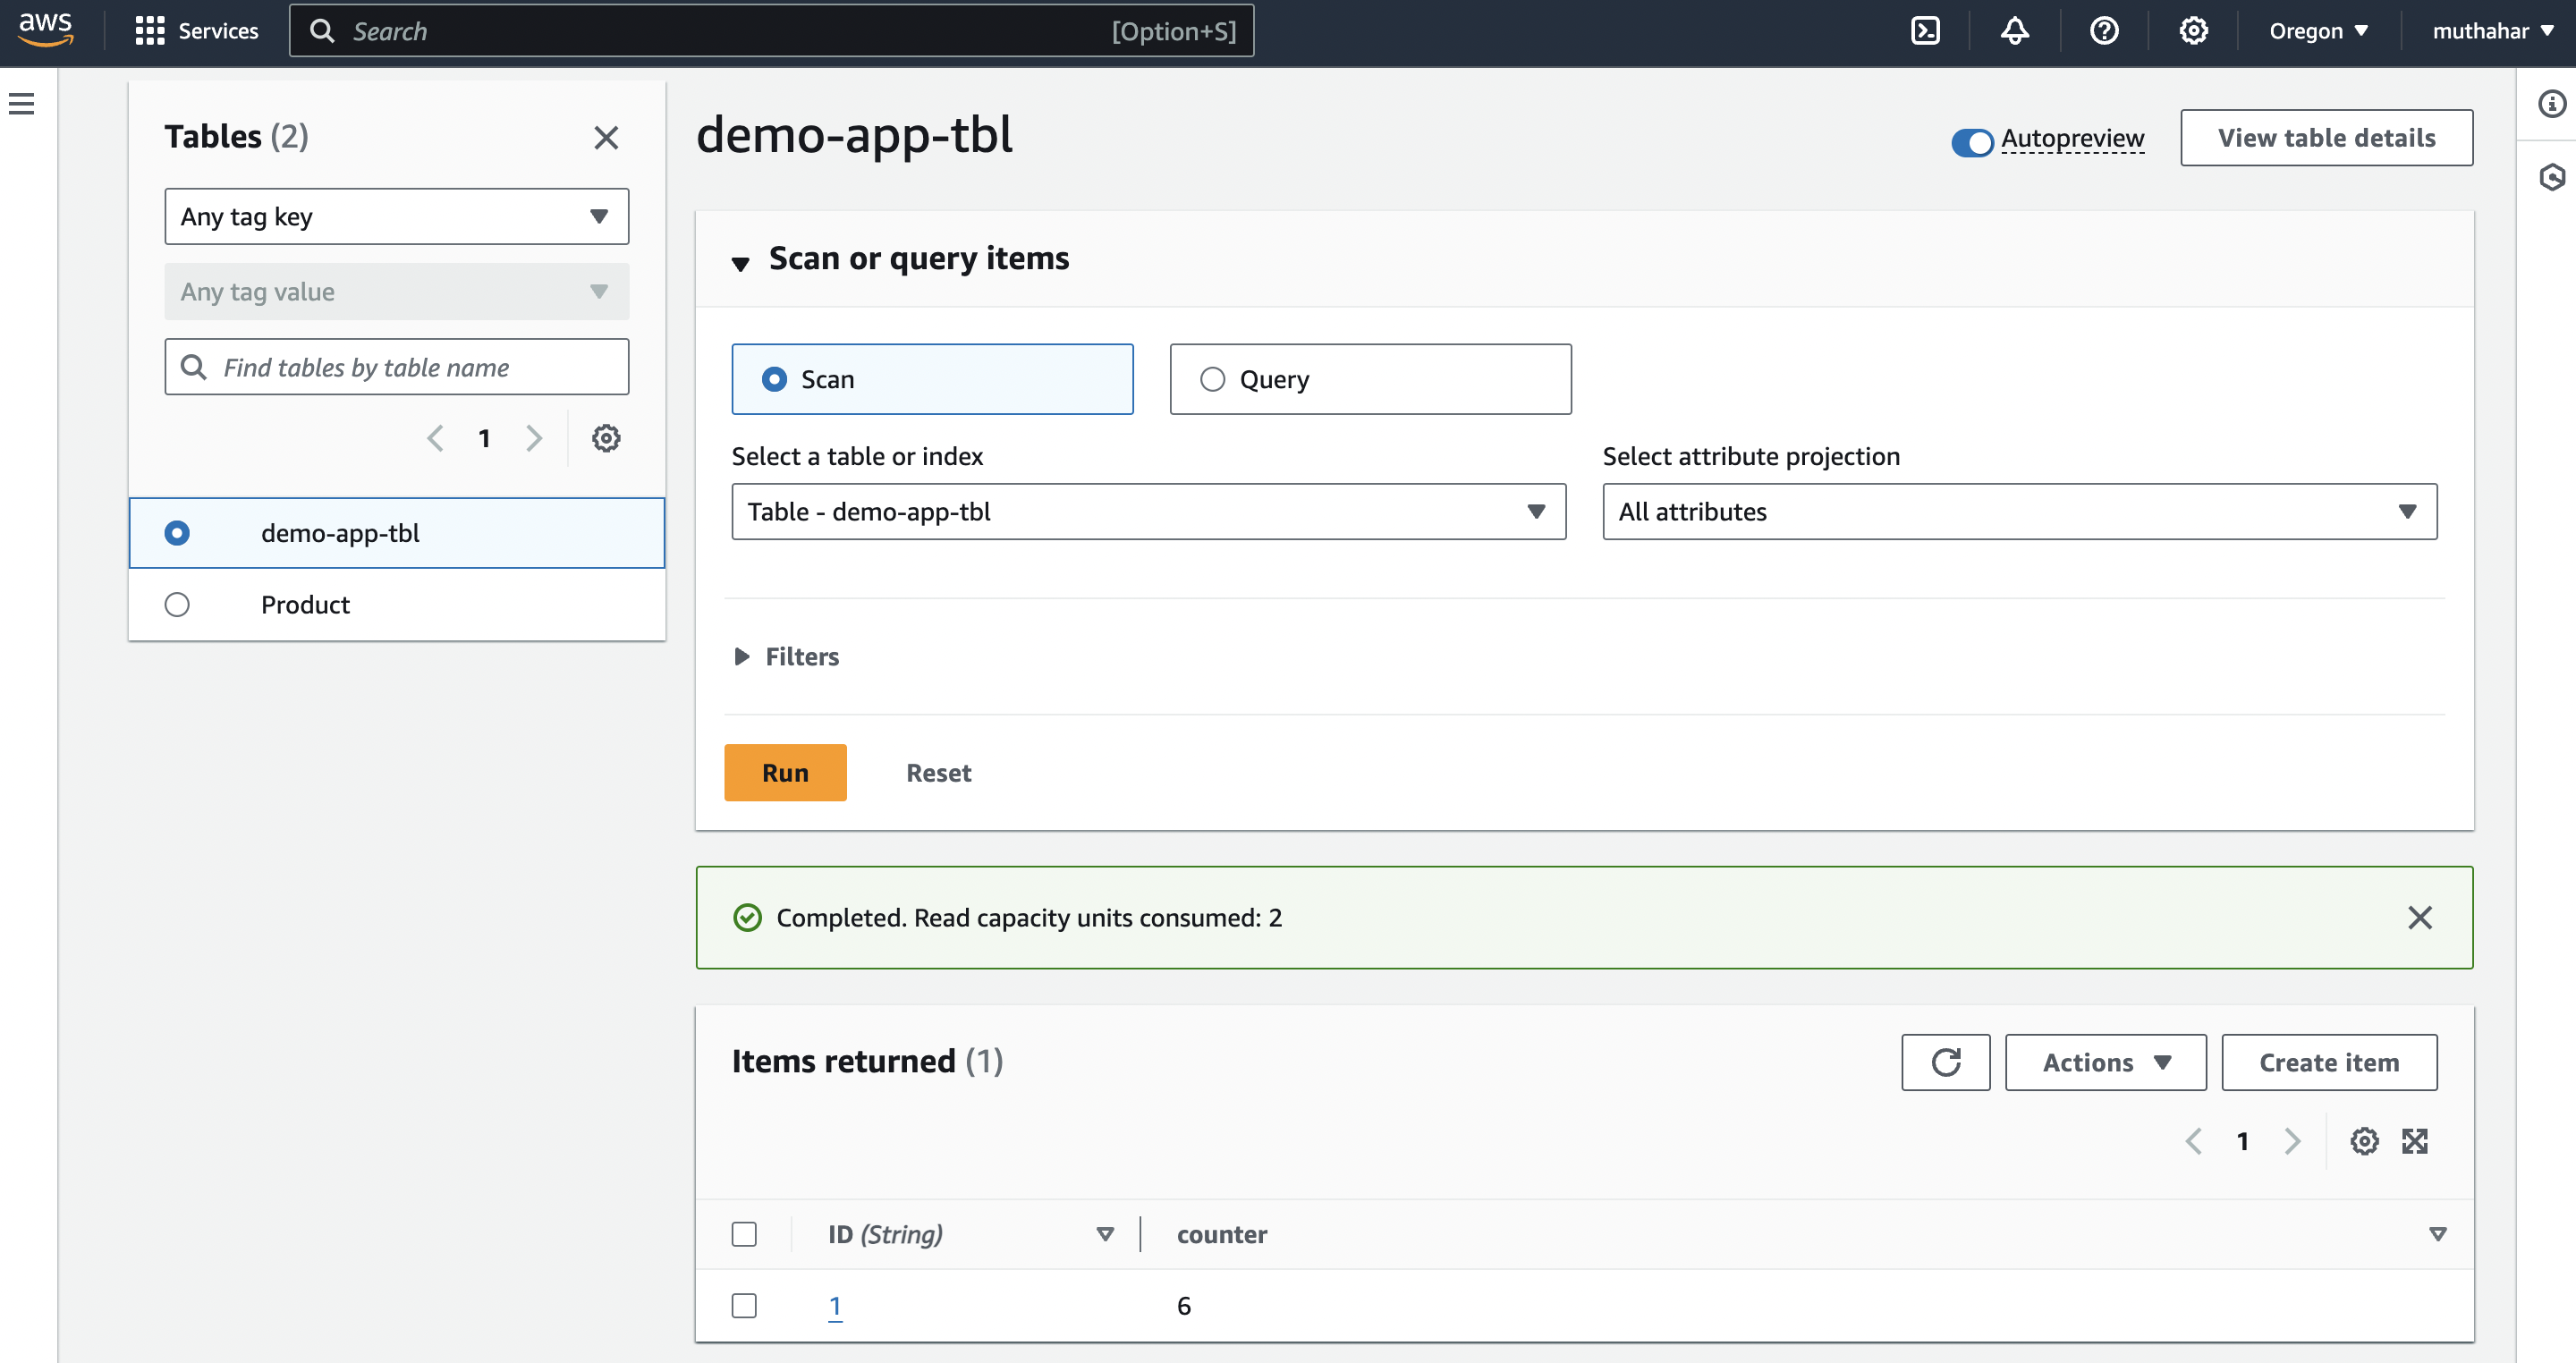 aws
Services
Search
[Option+S]
Oregon
muthahar
Tables (2)
Any tag key
Any tag value
Find tables by table name
1
demo-app-tbl
Product
demo-app-tbl
Autopreview
View table details
Scan or query items
Scan
Query
Select a table or index
Select attribute projection
Table - demo-app-tbl
All attributes
Filters
Run
Reset
Completed. Read capacity units consumed: 2
Items returned (1)
Actions
Create item
1
ID (String)
counter
1
6